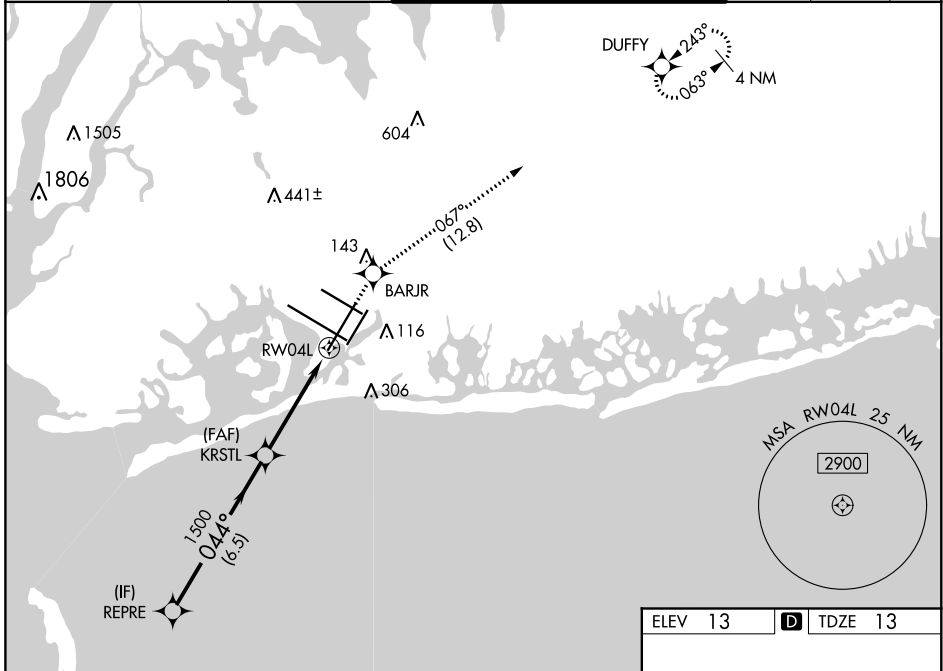 DUFFY
243°
063°
4 NM
1505
604
1806
441±
067°
(12.8)
143
BARJR
116
RW04L
306
(FAF)
KRSTL
MSA RW04L 25 NM
2900
1500
044°
(6.5)
(IF)
REPRE
ELEV 13 D TDZE 13